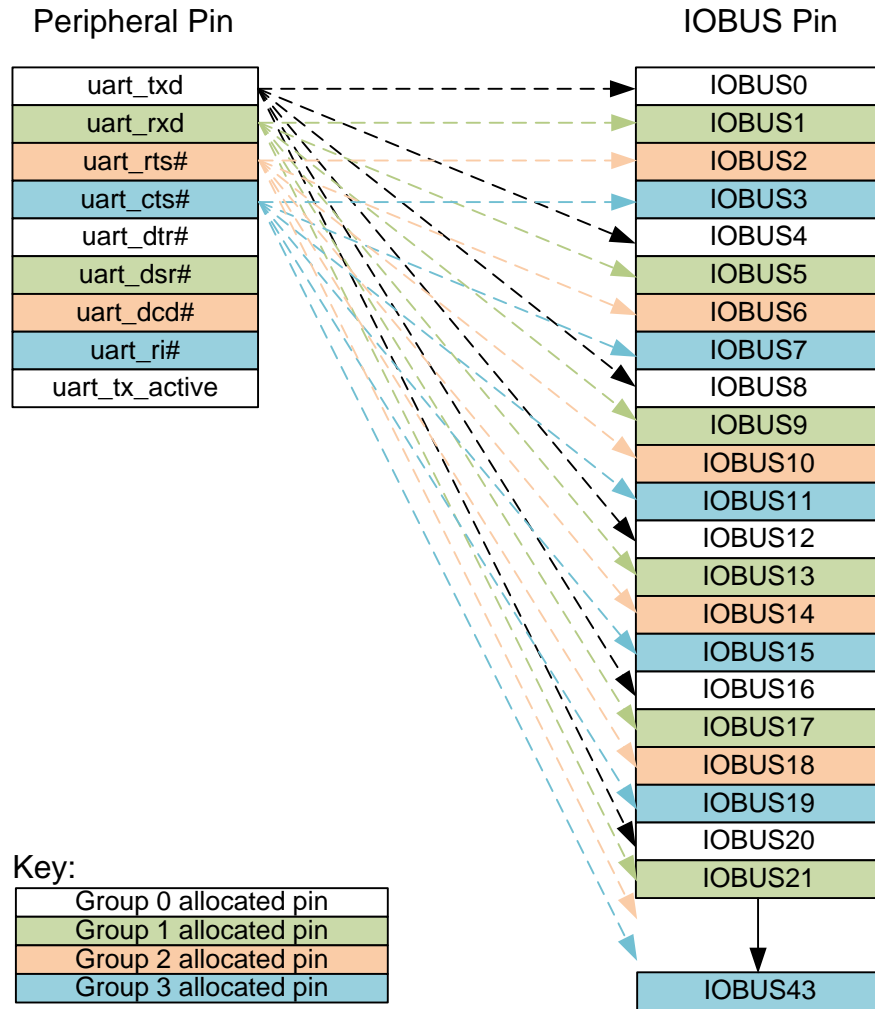 Peripheral Pin
uart_txd
uart_rxd
uart_rts#
uart_cts#
uart_dtr#
uart_dsr#
uart_dcd#
uart_ri#
uart_tx_active
IOBUS Pin
IOBUS0
IOBUS1
IOBUS2
IOBUS3
IOBUS4
IOBUS5
IOBUS6
IOBUS7
IOBUS8
IOBUS9
IOBUS10
IOBUS11
IOBUS12
IOBUS13
IOBUS14
IOBUS15
IOBUS16
IOBUS17
IOBUS18
IOBUS19
IOBUS20
IOBUS21
IOBUS43
Key:
Group 0 allocated pin
Group 1 allocated pin
Group 2 allocated pin
Group 3 allocated pin